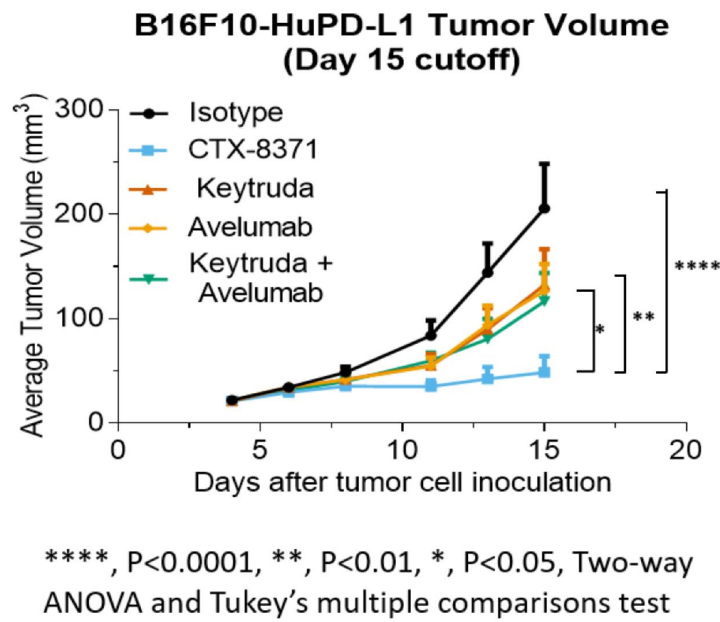 B16F10-HuPD-L1 Tumor Volume
(Day 15 cutoff)
Average Tumor Volume (mm³)
300
200
100
0
Isotype
CTX-8371
Keytruda
Avelumab
Keytruda +
Avelumab
*
**
****
0
5
10
15
20
Days after tumor cell inoculation
****, P<0.0001, **, P<0.01, *, P<0.05, Two-way
ANOVA and Tukey's multiple comparisons test